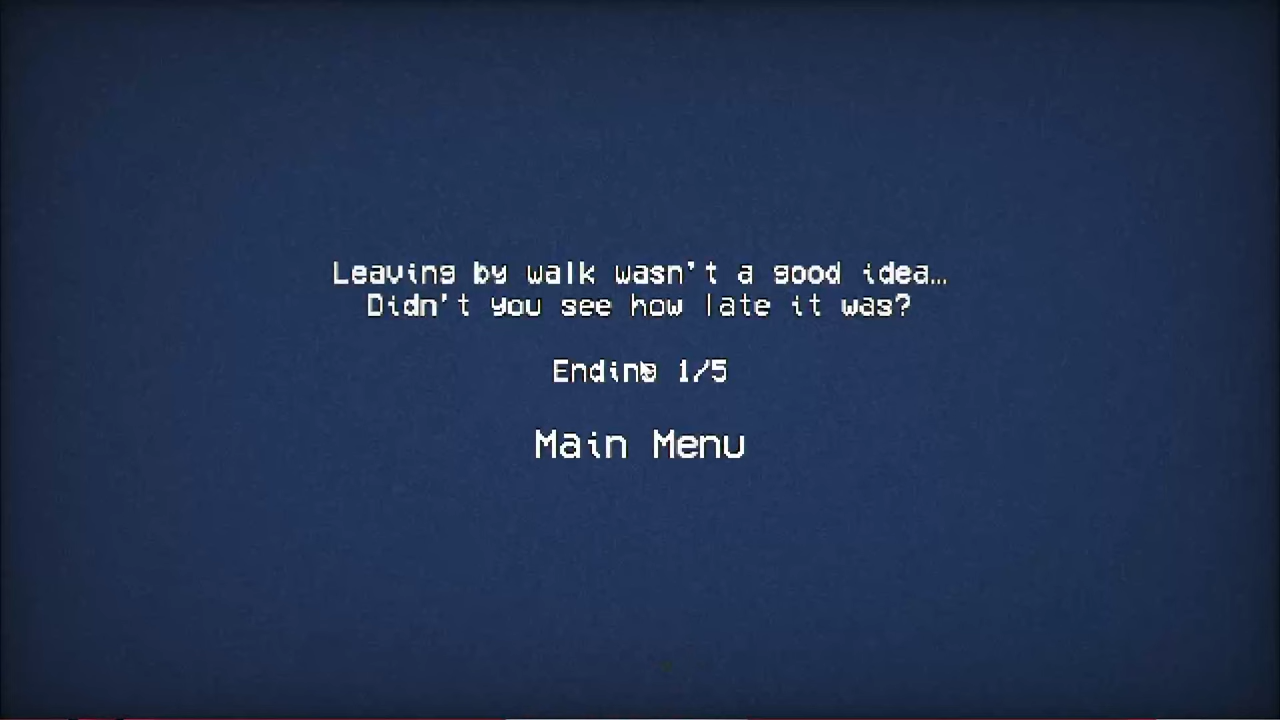 Leaving by walk wasn't a good idea...
Didn't you see how late it was?
Ending 1/5
Main Menu